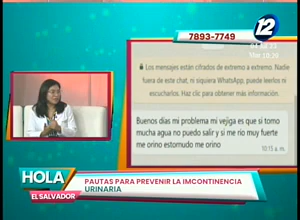 12
7893-7749
Los mensajes están cifrados de extremo a extremo. Nadie
fuera de este chat, ni siquiera WhatsApp, puede leerlos ni
escucharlos. Haz clic para obtener más información.
Buenos días mi problema mi vejiga es que si tomo
mucha agua no puedo salir y si me rio muy fuerte
me orino estornudo me orino
10:15 a. m.
HOLA
EL SALVADOR
PAUTAS PARA PREVENIR LA IMCONTINENCIA
URINARIA